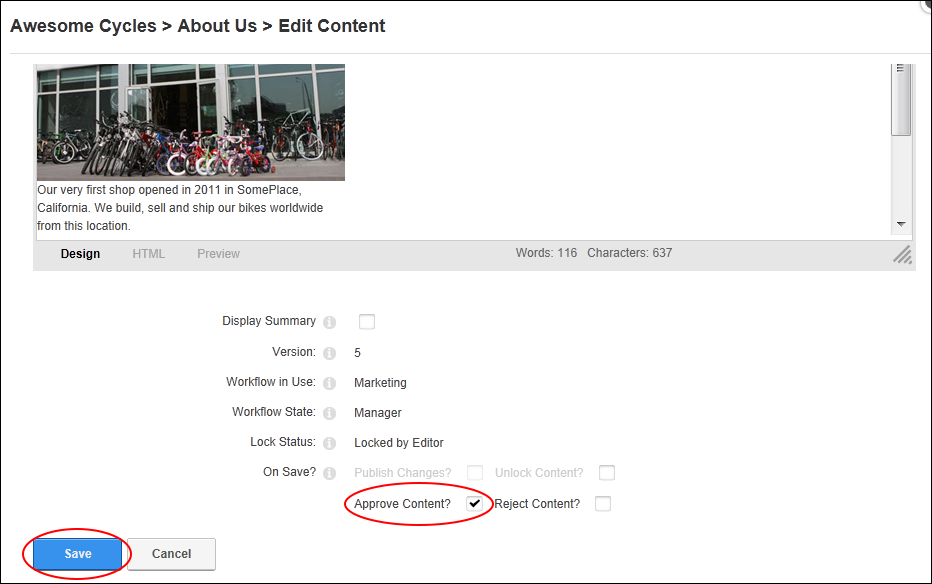 Awesome Cycles > About Us > Edit Content
Our very first shop opened in 2011 in SomePlace,
California. We build, sell and ship our bikes worldwide
from this location.
Design HTML Preview Words: 116 Characters: 637
Display Summary
Version: 5
Workflow in Use: Marketing
Workflow State: Manager
Lock Status: Locked by Editor
On Save? Publish Changes? Unlock Content?
Approve Content? Reject Content?
Save Cancel